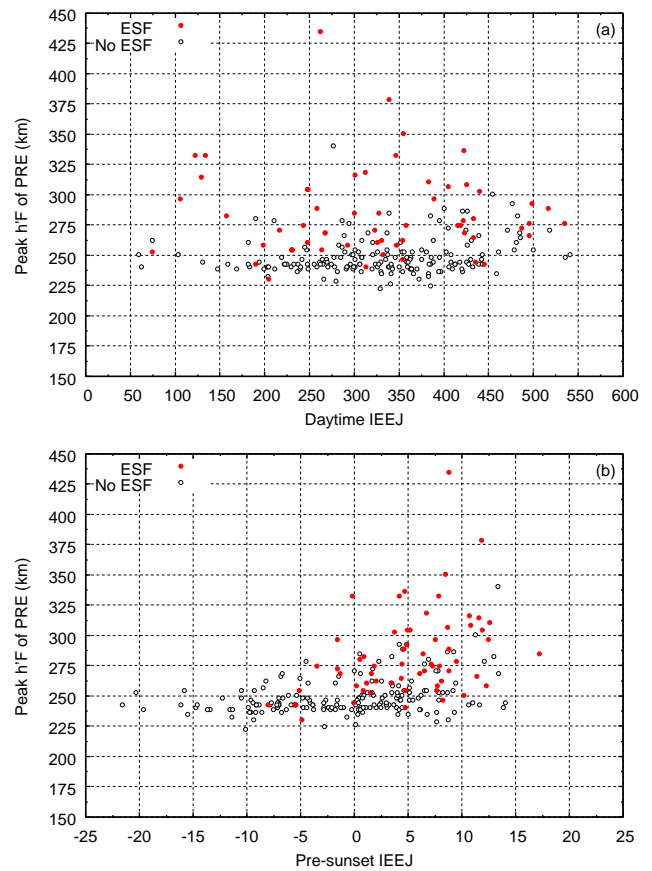 450
425
400
375
350
325
300
275
250
225
200
175
150
Peak h'F of PRE (km)
ESF
No ESF
(a)
0 50 100 150 200 250 300 350 400 450 500 550 600
Daytime IEEJ
450
425
400
375
350
325
300
275
250
225
200
175
150
Peak h'F of PRE (km)
ESF
No ESF
(b)
-25 -20 -15 -10 -5 0 5 10 15 20 25
Pre-sunset IEEJ